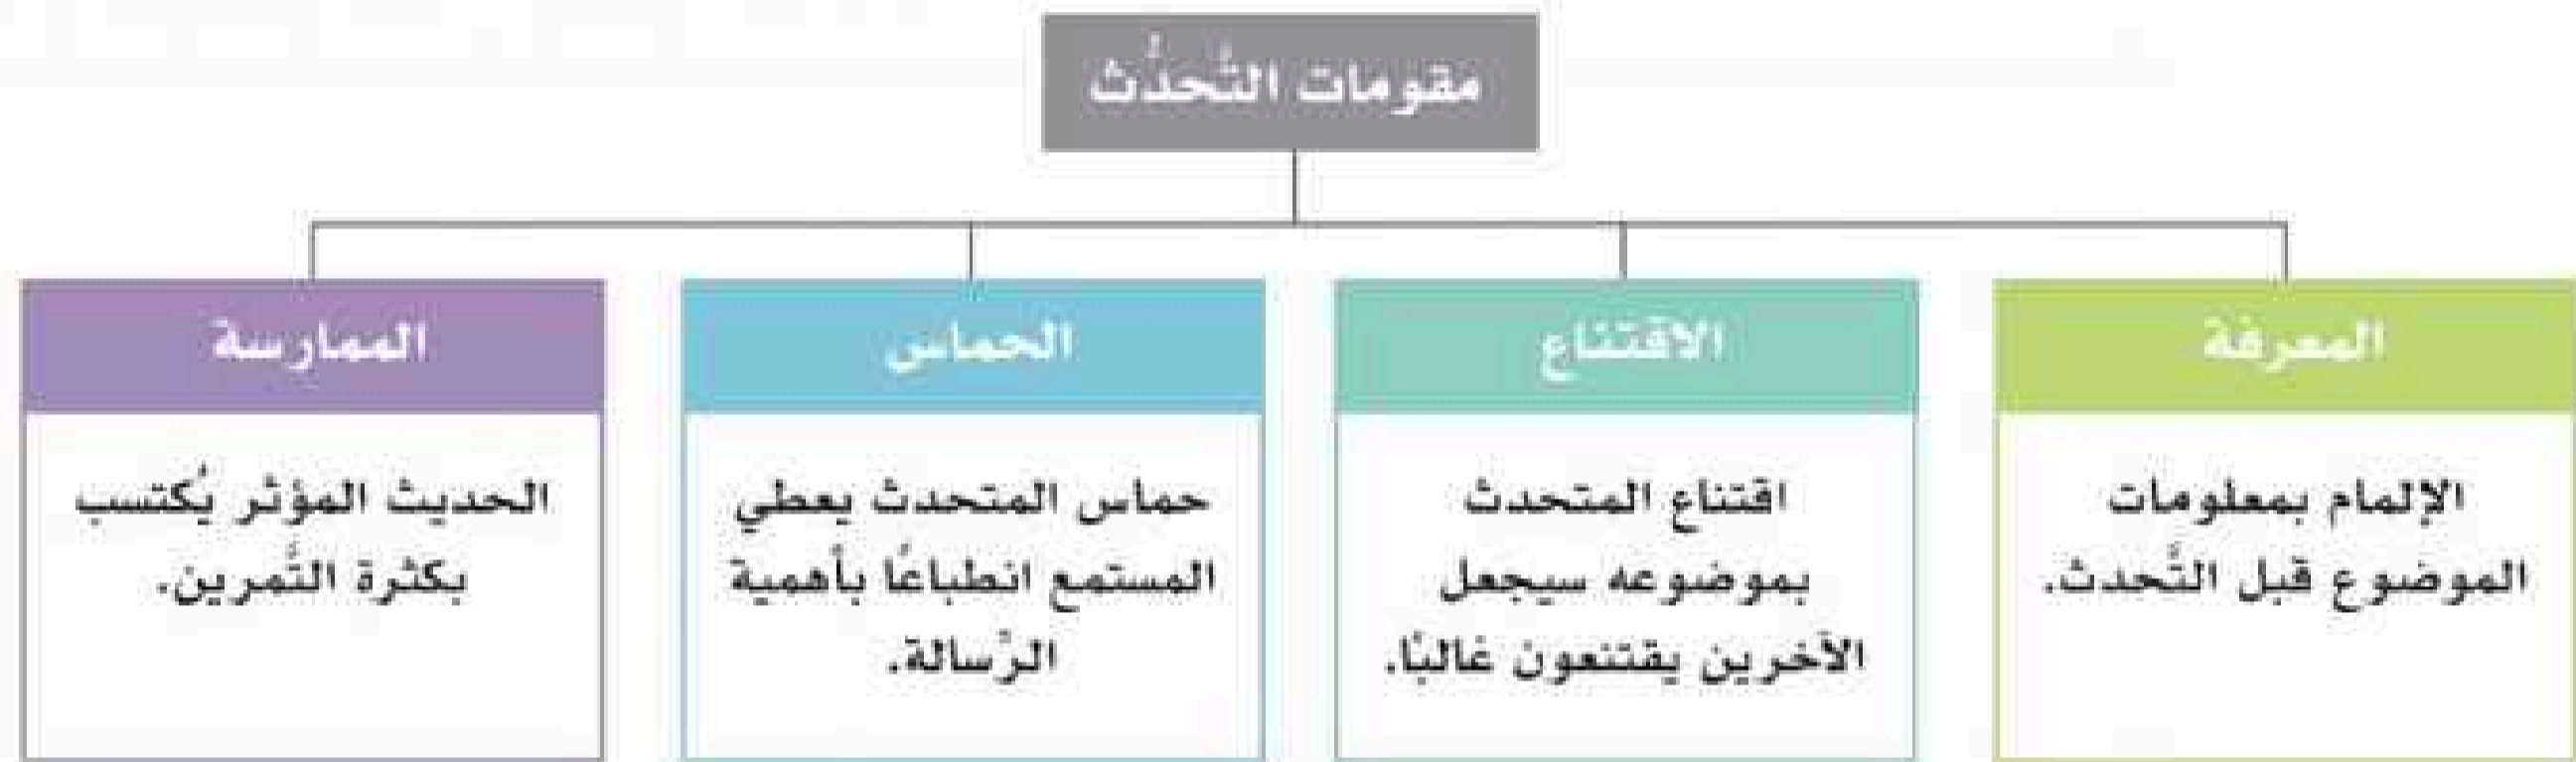 مقومات التَّحدُّث
المعرفة
الإلمام بمعلومات
الموضوع قبل التَّحدث.
الاقتناع
اقتناع المتحدث
بموضوعه سيجعل
الآخرين يقتنعون غالبًا.
الحماس
حماس المتحدث يعطي
المستمع انطباعًا بأهمية
الرِّسالة.
الممارسة
الحديث المؤثر يُكتسب
بكثرة التَّمرين.